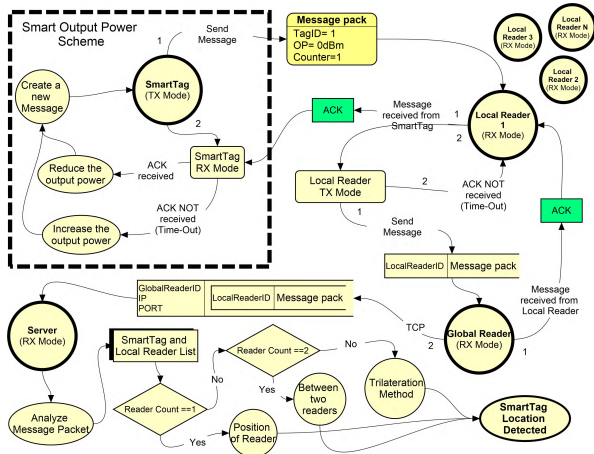 Smart Output Power
Scheme
1
Send
Message
Message pack
TagID= 1
OP= 0dBm
Counter=1
Local
Reader 3
(RX Mode)
Local
Reader N
(RX Mode)
Local
Reader 2
(RX Mode)
Create a
new
Message
SmartTag
(TX Mode)
2
ACK
Message
received from
SmartTag
1
2
Local Reader
1
(RX Mode)
SmartTag
RX Mode
ACK
received
Reduce the
output power
ACK NOT
received
(Time-Out)
Increase the
output power
Local Reader
TX Mode
2
ACK NOT
received
(Time-Out)
1
Send
Message
ACK
LocalReaderID
Message pack
GlobalReaderID
IP
PORT
LocalReaderID
Message pack
Message
received from
Local Reader
TCP
2
Global Reader
(RX Mode)
1
Server
(RX Mode)
SmartTag and
Local Reader List
Reader Count ==2
No
Trilateration
Method
No
Yes
Between
two
readers
Analyze
Message Packet
Reader Count ==1
Yes
Position
of Reader
SmartTag
Location
Detected